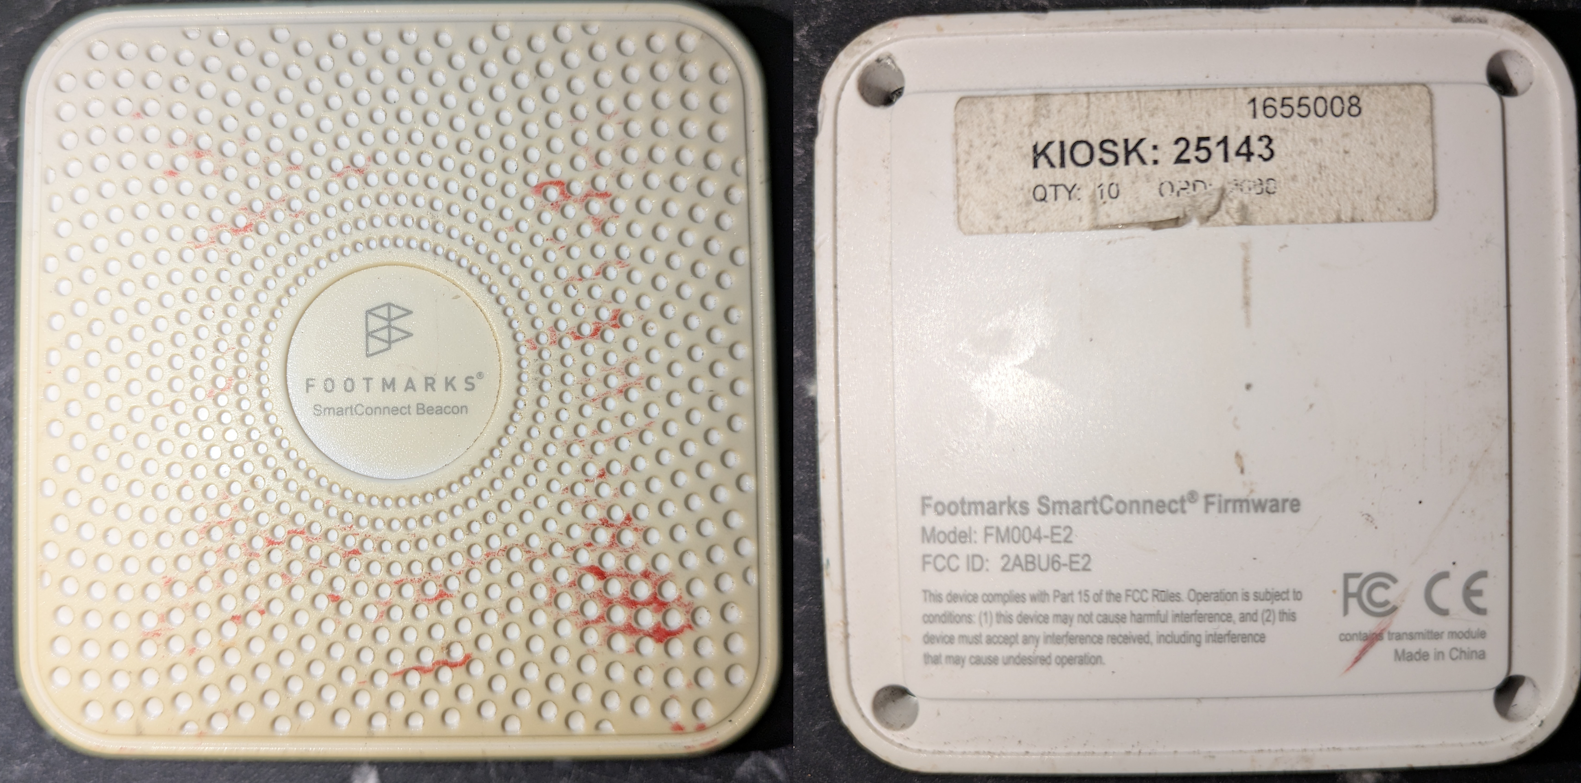 FOOTMARKS®
SmartConnect Beacon
1655008
KIOSK: 25143
QTY: 10
Footmarks SmartConnect® Firmware
Model: FM004-E2
FCC ID: 2ABU6-E2
This device complies with Part 15 of the FCC Rules. Operation is subject to
conditions: (1) this device may not cause harmful interference, and (2) this
device must accept any interference received, including interference
that may cause undesired operation.
FC CE
contains transmitter module
Made in China